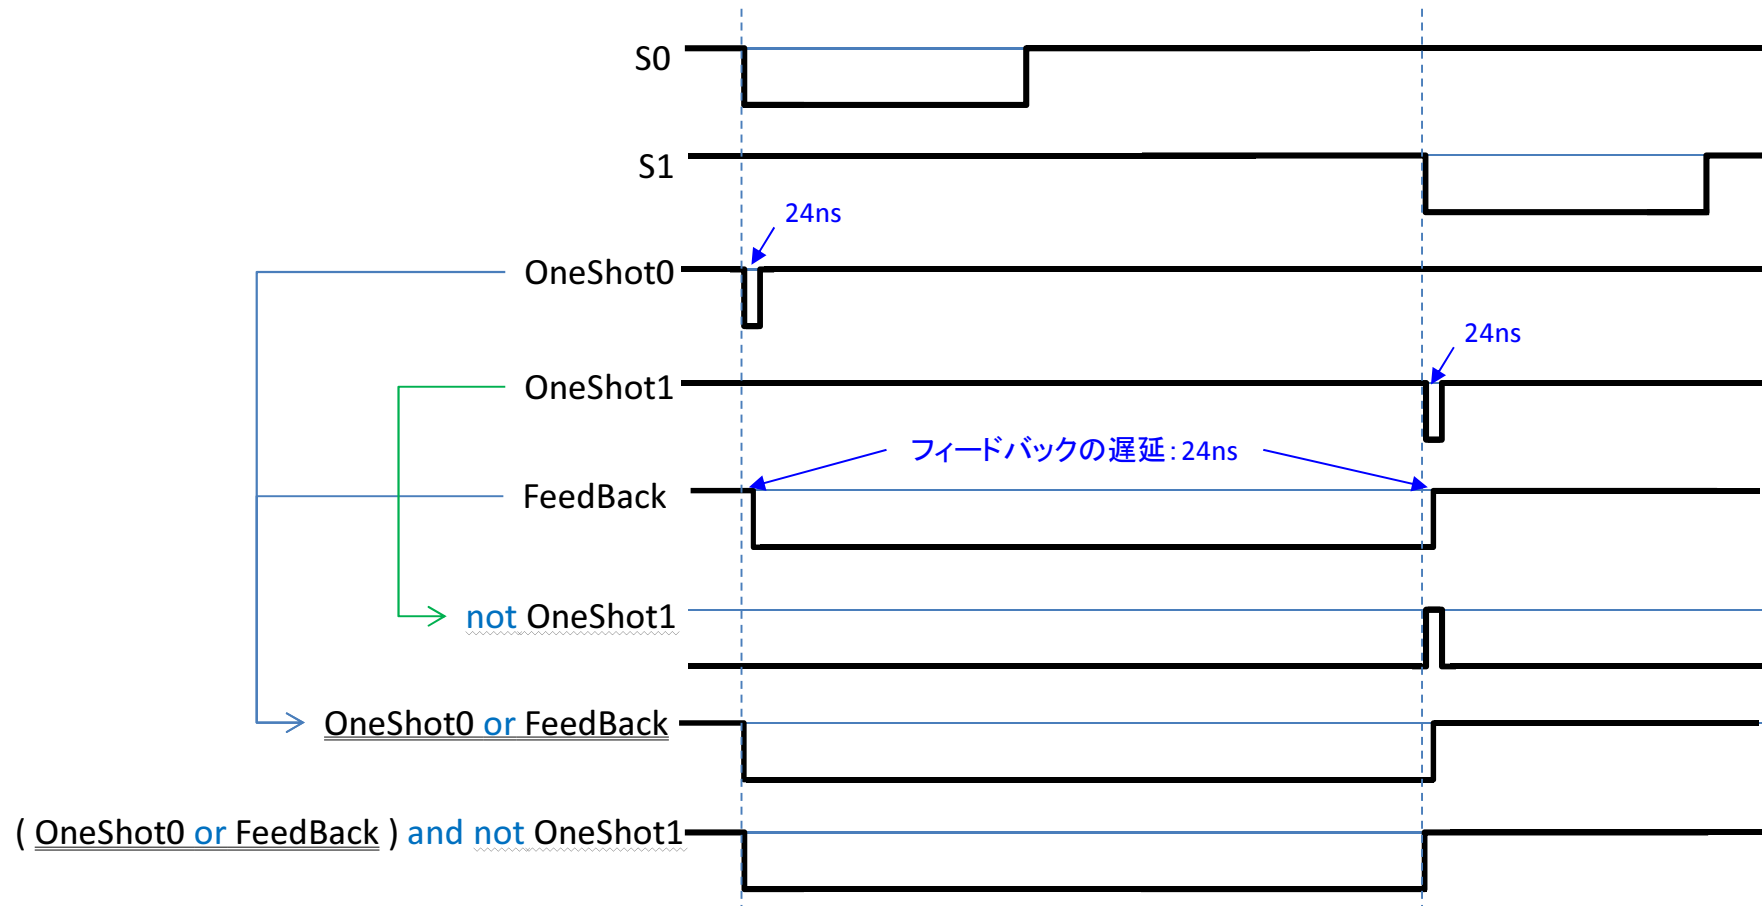 S0
S1
24ns
OneShot0
24ns
OneShot1
フィードバックの遅延：24ns
FeedBack
not OneShot1
OneShot0 or FeedBack
( OneShot0 or FeedBack ) and not OneShot1